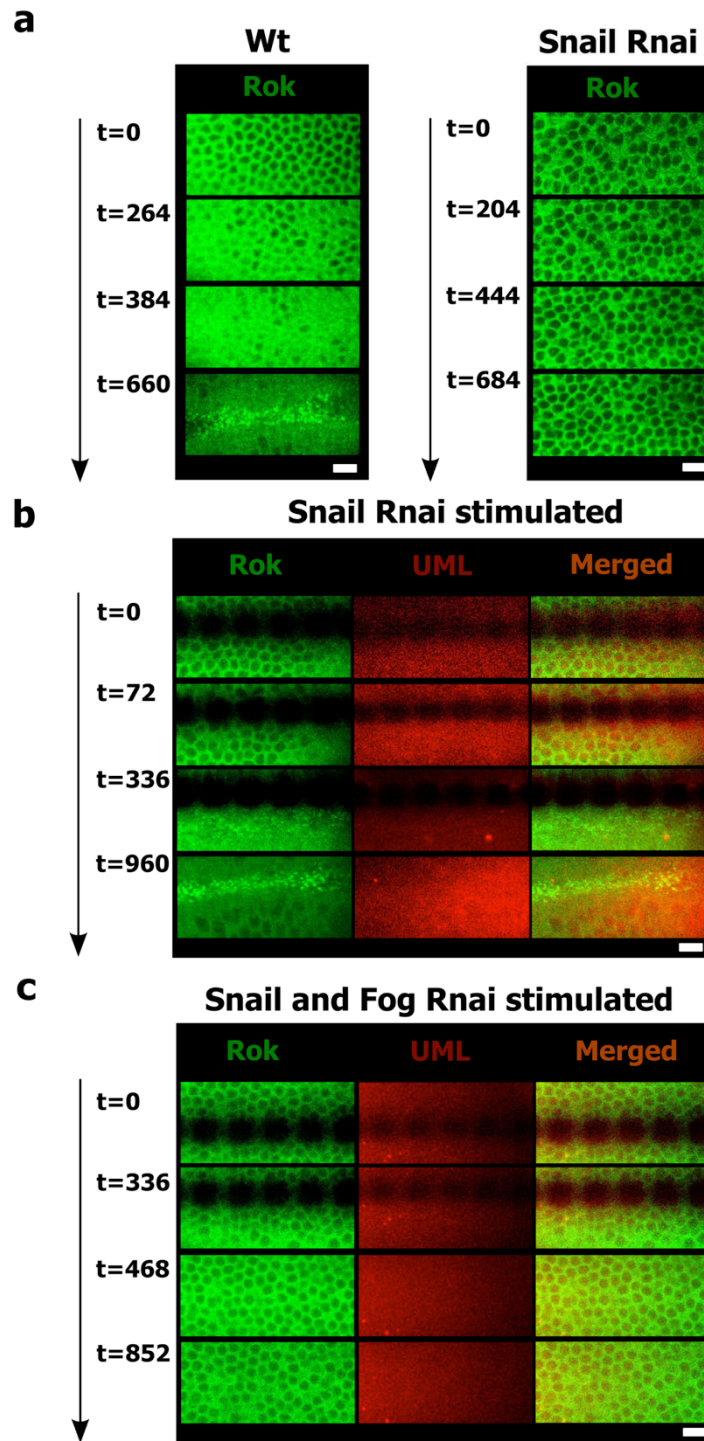 a
Wt
Snail Rnai
Rok
Rok
t=0
t=264
t=384
t=660
t=0
t=204
t=444
t=684
b
Snail Rnai stimulated
Rok UML Merged
t=0
t=72
t=336
t=960
c
Snail and Fog Rnai stimulated
Rok UML Merged
t=0
t=336
t=468
t=852